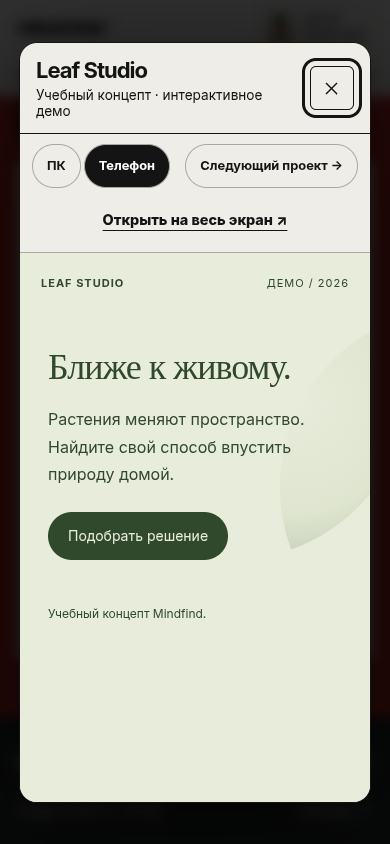 Leaf Studio
Учебный концепт · интерактивное
демо
ПК
Телефон
Следующий проект →
Открыть на весь экран ↗
LEAF STUDIO
ДЕМО / 2026
Ближе к живому.
Растения меняют пространство.
Найдите свой способ впустить
природу домой.
Подобрать решение
Учебный концепт Mindfind.